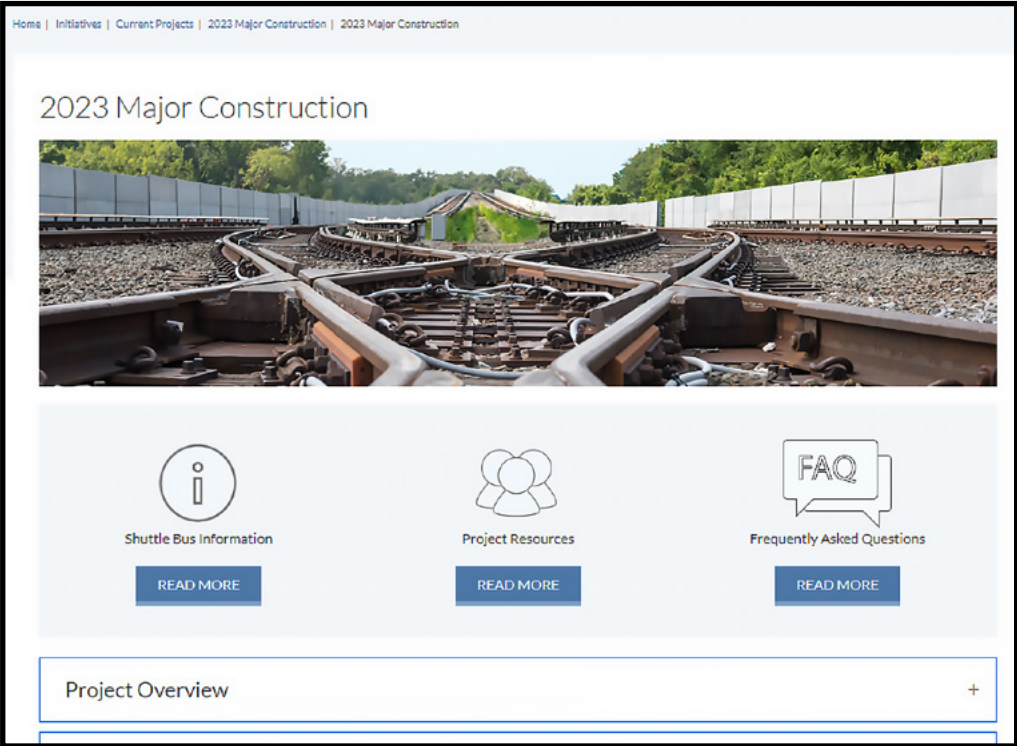 Home | Initiatives | Current Projects | 2023 Major Construction | 2023 Major Construction
2023 Major Construction
FAQ
Shuttle Bus Information
Project Resources
Frequently Asked Questions
READ MORE
READ MORE
READ MORE
Project Overview +